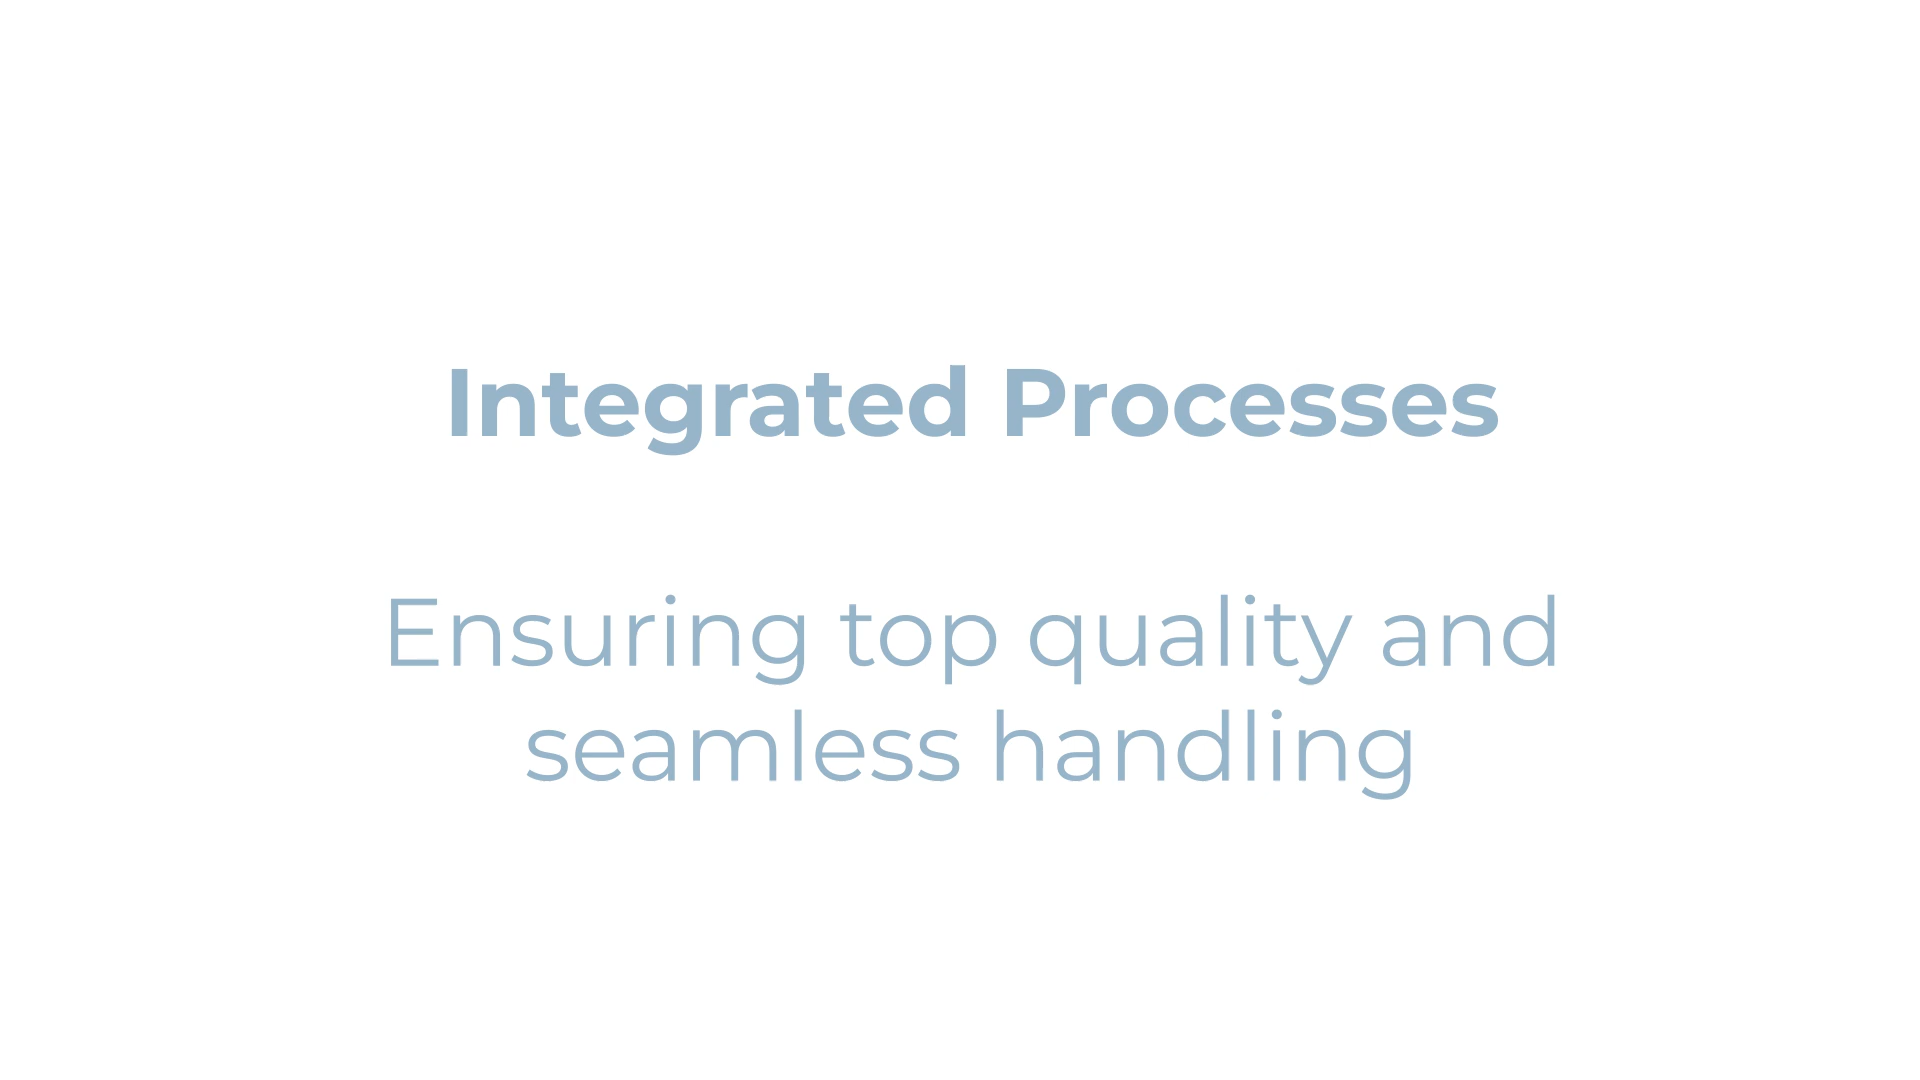 Integrated Processes
Ensuring top quality and
seamless handling